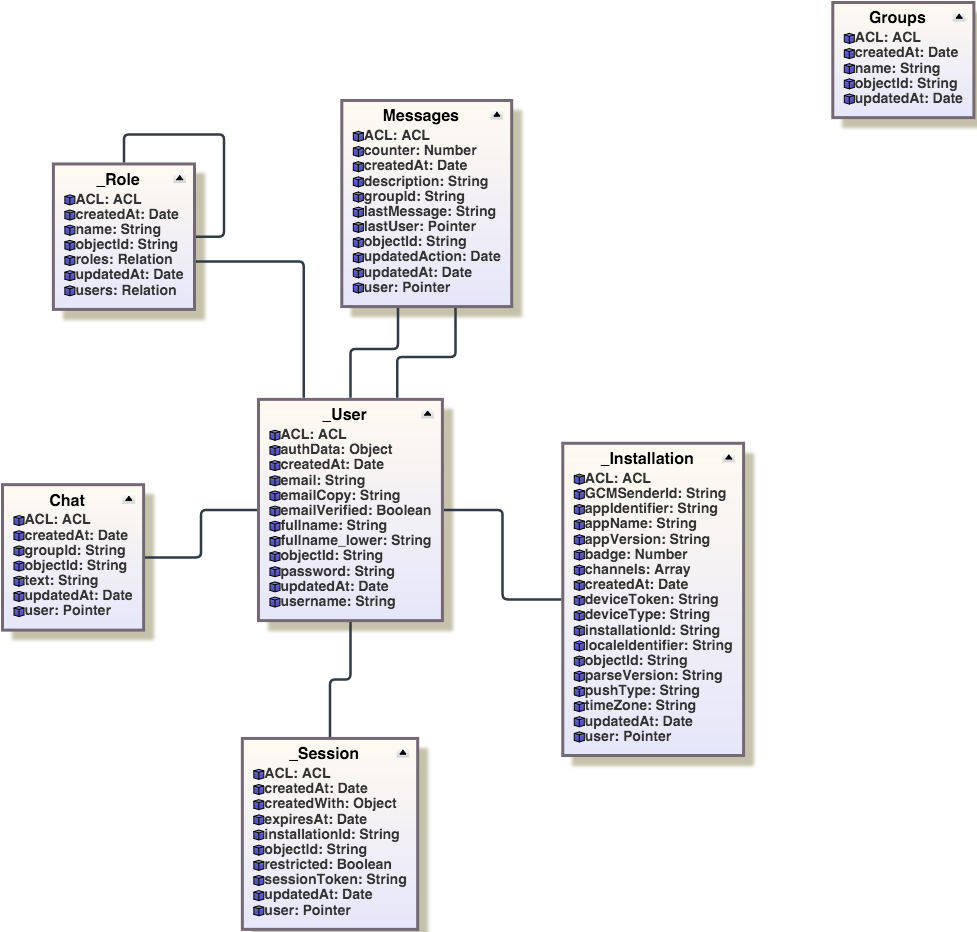 Groups
ACL: ACL
createdAt: Date
name: String
objectId: String
updatedAt: Date
Messages
ACL: ACL
counter: Number
createdAt: Date
description: String
groupId: String
lastMessage: String
lastUser: Pointer
objectId: String
updatedAction: Date
updatedAt: Date
user: Pointer
_Role
ACL: ACL
createdAt: Date
name: String
objectId: String
roles: Relation
updatedAt: Date
users: Relation
_User
ACL: ACL
authData: Object
createdAt: Date
email: String
emailCopy: String
emailVerified: Boolean
fullname: String
fullname_lower: String
objectId: String
password: String
updatedAt: Date
username: String
_Installation
ACL: ACL
GCMSenderId: String
appIdentifier: String
appName: String
appVersion: String
badge: Number
channels: Array
createdAt: Date
deviceToken: String
deviceType: String
installationId: String
localeIdentifier: String
objectId: String
parseVersion: String
pushType: String
timeZone: String
updatedAt: Date
user: Pointer
Chat
ACL: ACL
createdAt: Date
groupId: String
objectId: String
text: String
updatedAt: Date
user: Pointer
_Session
ACL: ACL
createdAt: Date
createdWith: Object
expiresAt: Date
installationId: String
objectId: String
restricted: Boolean
sessionToken: String
updatedAt: Date
user: Pointer